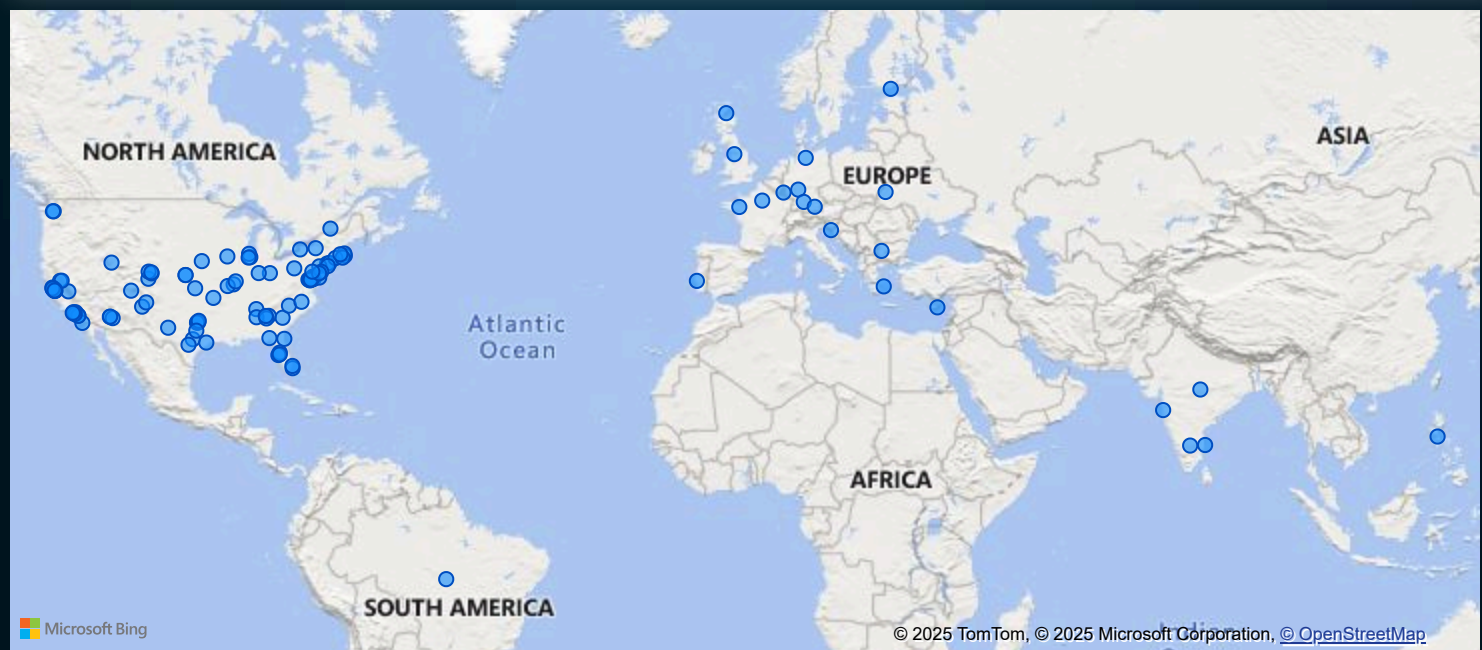 NORTH AMERICA
ASIA
EUROPE
Atlantic
Ocean
AFRICA
SOUTH AMERICA
Microsoft Bing
© 2025 TomTom, © 2025 Microsoft Corporation, © OpenStreetMap